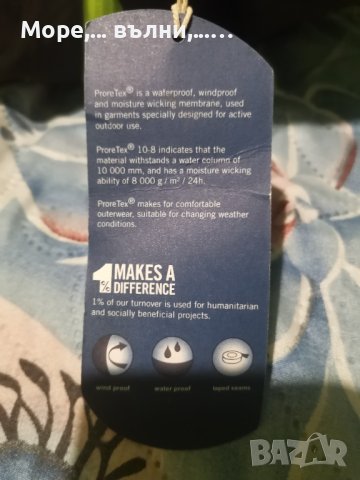 Море,.. вълни,.....
ProreTex® is a waterproof, windproof
and moisture wicking membrane, used
in garments specially designed for active
outdoor use.
ProreTex® 10-8 indicates that the
material withstands a water column of
10 000 mm, and has a moisture wicking
ability of 8 000 g / m² / 24h.
ProreTex® makes for comfortable
outerwear, suitable for changing weather
conditions.
1% MAKES A
DIFFERENCE
1% of our turnover is used for humanitarian
and socially beneficial projects.
wind proof water proof taped seams
BAZAR